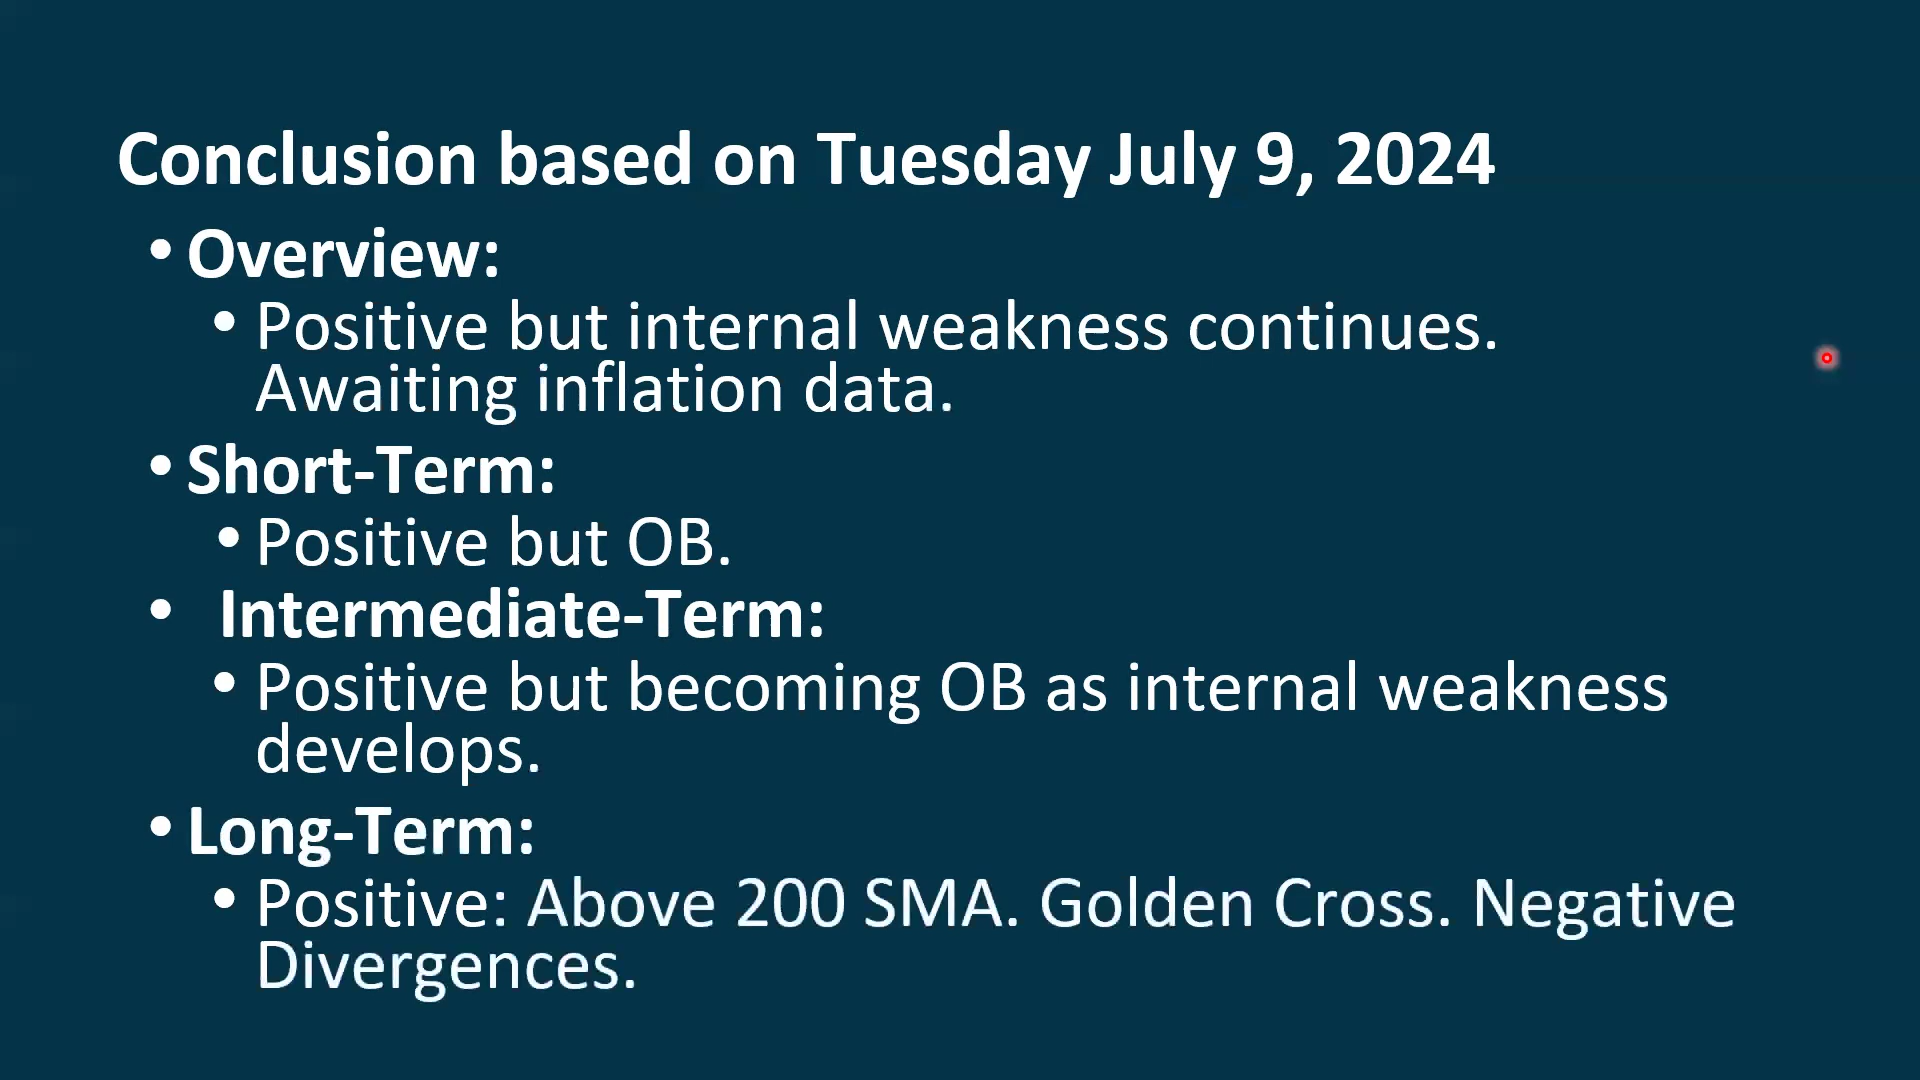 Conclusion based on Tuesday July 9, 2024
• Overview:
• Positive but internal weakness continues.
Awaiting inflation data.
• Short-Term:
• Positive but OB.
• Intermediate-Term:
• Positive but becoming OB as internal weakness
develops.
• Long-Term:
• Positive: Above 200 SMA. Golden Cross. Negative
Divergences.